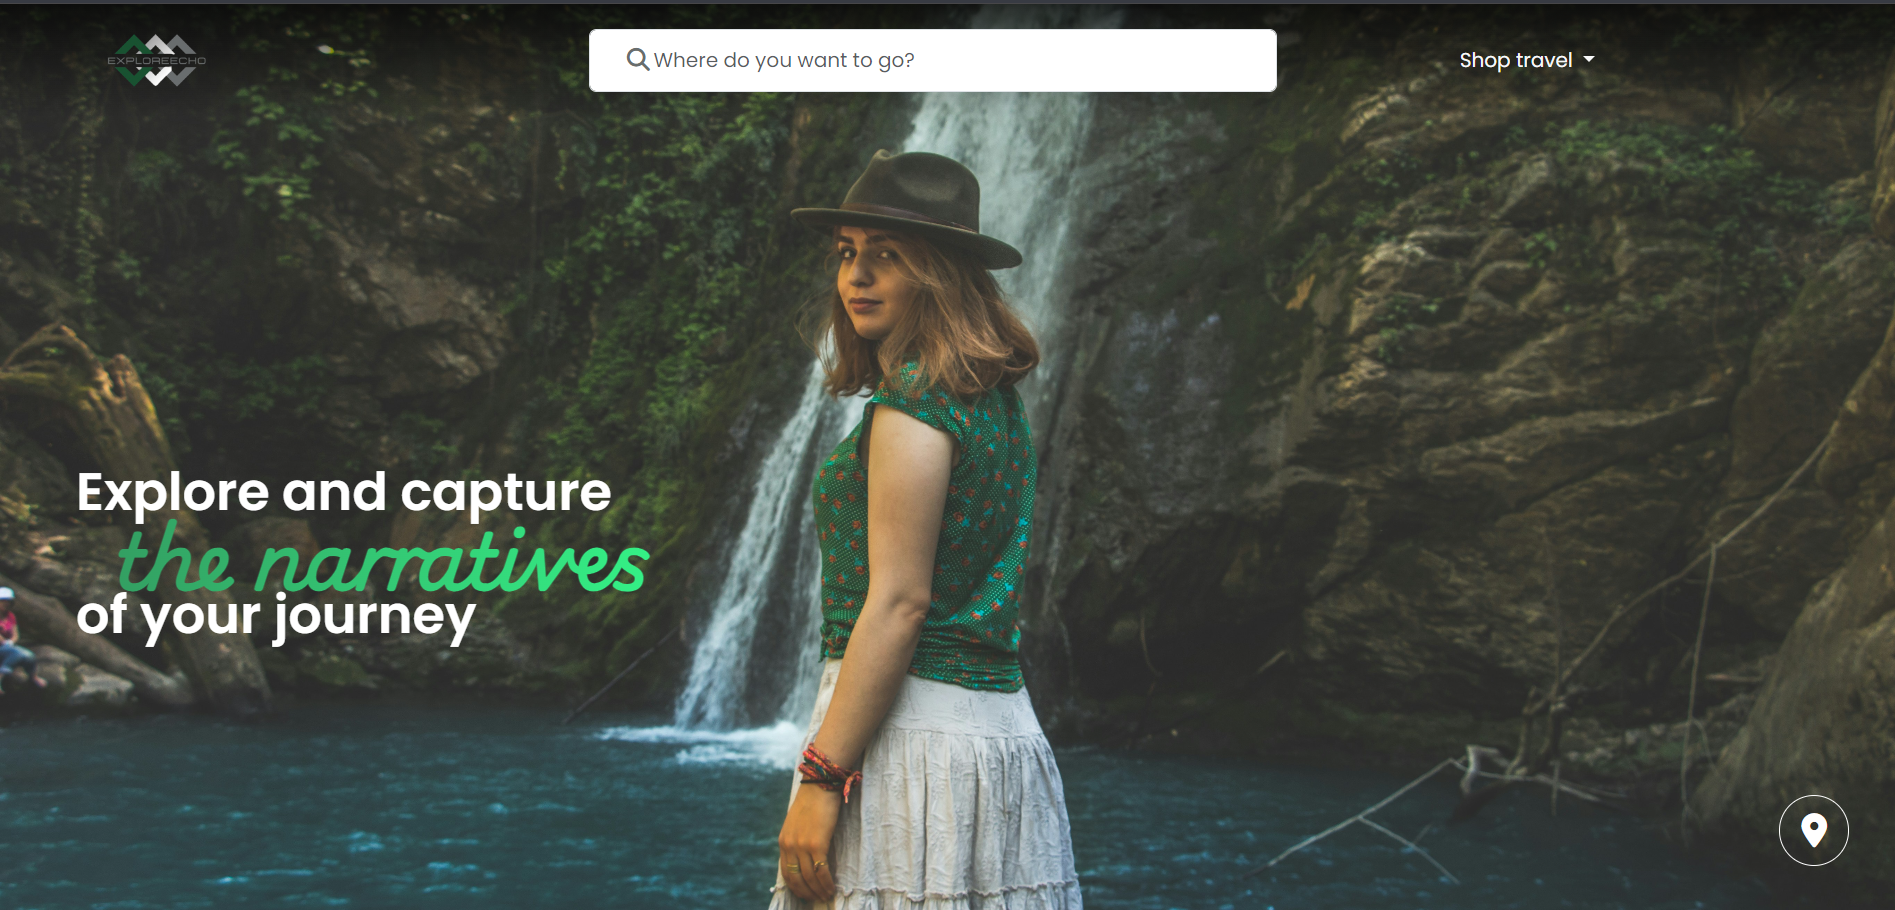 EXPLOREECHO
Where do you want to go?
Shop travel
Explore and capture
the narratives
of your journey